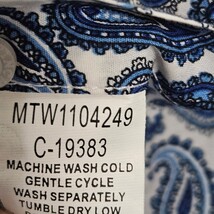 MTW1104249
C-19383
MACHINE WASH COLD
GENTLE CYCLE
WASH SEPARATELY
TUMBLE DRY LOW